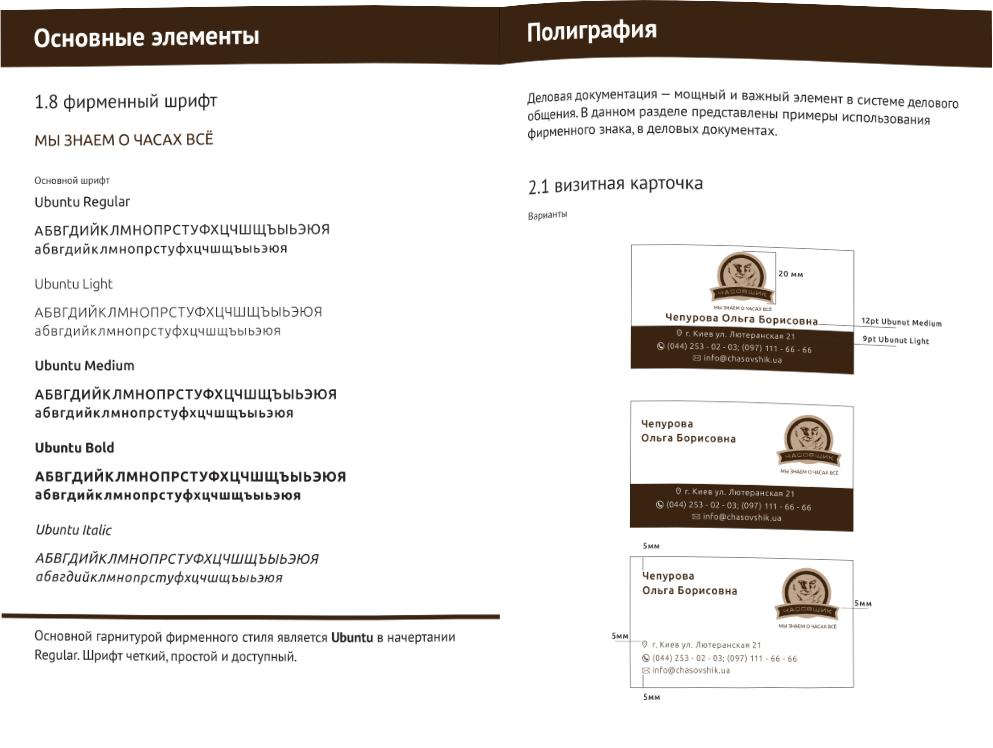 Основные элементы
1.8 фирменный шрифт
МЫ ЗНАЕМ О ЧАСАХ ВСЁ
Основной шрифт
Ubuntu Regular
АБВГДИЙКЛМНОПРСТУФХЦЧШЩЪЫЬЭЮЯ
абвгдийклмнопрстуфхцчшщъыьэюя
Ubuntu Light
АБВГДИЙКЛМНОПРСТУФХЦЧШЩЪЫЬЭЮЯ
абвгдийклмнопрстуфхцчшщъыьэюя
Ubuntu Medium
АБВГДИЙКЛМНОПРСТУФХЦЧШЩЪЫЬЭЮЯ
абвгдийклмнопрстуфхцчшщъыьэюя
Ubuntu Bold
АБВГДИЙКЛМНОПРСТУФХЦЧШЩЪЫЬЭЮЯ
абвгдийклмнопрстуфхцчшщъыьэюя
Ubuntu Italic
АБВГДИЙКЛМНОПРСТУФХЦЧШЩЪЫЬЭЮЯ
абвгдийклмнопрстуфхцчшщъыьэюя
Основной гарнитурой фирменного стиля является Ubuntu в начертании
Regular. Шрифт четкий, простой и доступный.
Полиграфия
Деловая документация — мощный и важный элемент в системе делового
общения. В данном разделе представлены примеры использования
фирменного знака, в деловых документах.
2.1 визитная карточка
Варианты
20 мм
ЧАСОВЩИК
МЫ ЗНАЕМ О ЧАСАХ ВСЁ
Чепурова Ольга Борисовна
12pt Ubunut Medium
г. Киев ул. Лютеранская 21
9pt Ubunut Light
(044) 253 - 02 - 03; (097) 111 - 66 - 66
info@chasovshik.ua
Чепурова
Ольга Борисовна
ЧАСОВЩИК
МЫ ЗНАЕМ О ЧАСАХ ВСЁ
г. Киев ул. Лютеранская 21
(044) 253 - 02 - 03; (097) 111 - 66 - 66
info@chasovshik.ua
5мм
Чепурова
Ольга Борисовна
ЧАСОВЩИК
5мм
МЫ ЗНАЕМ О ЧАСАХ ВСЁ
5мм
г. Киев ул. Лютеранская 21
(044) 253 - 02 - 03; (097) 111 - 66 - 66
info@chasovshik.ua
5мм